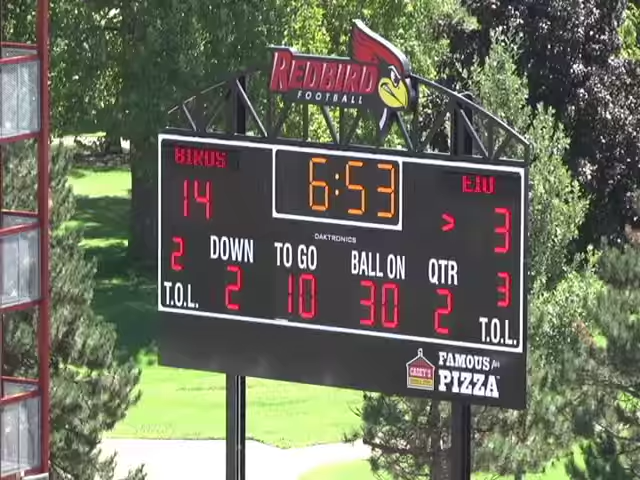 REDBIRD
FOOTBALL
BIRDS 6:53 EIU
14 > 3
DAKTRONICS
2 DOWN TO GO BALL ON QTR 3
T.O.L. 2 10 30 2 T.O.L.
CASEY'S FAMOUS for
PIZZA